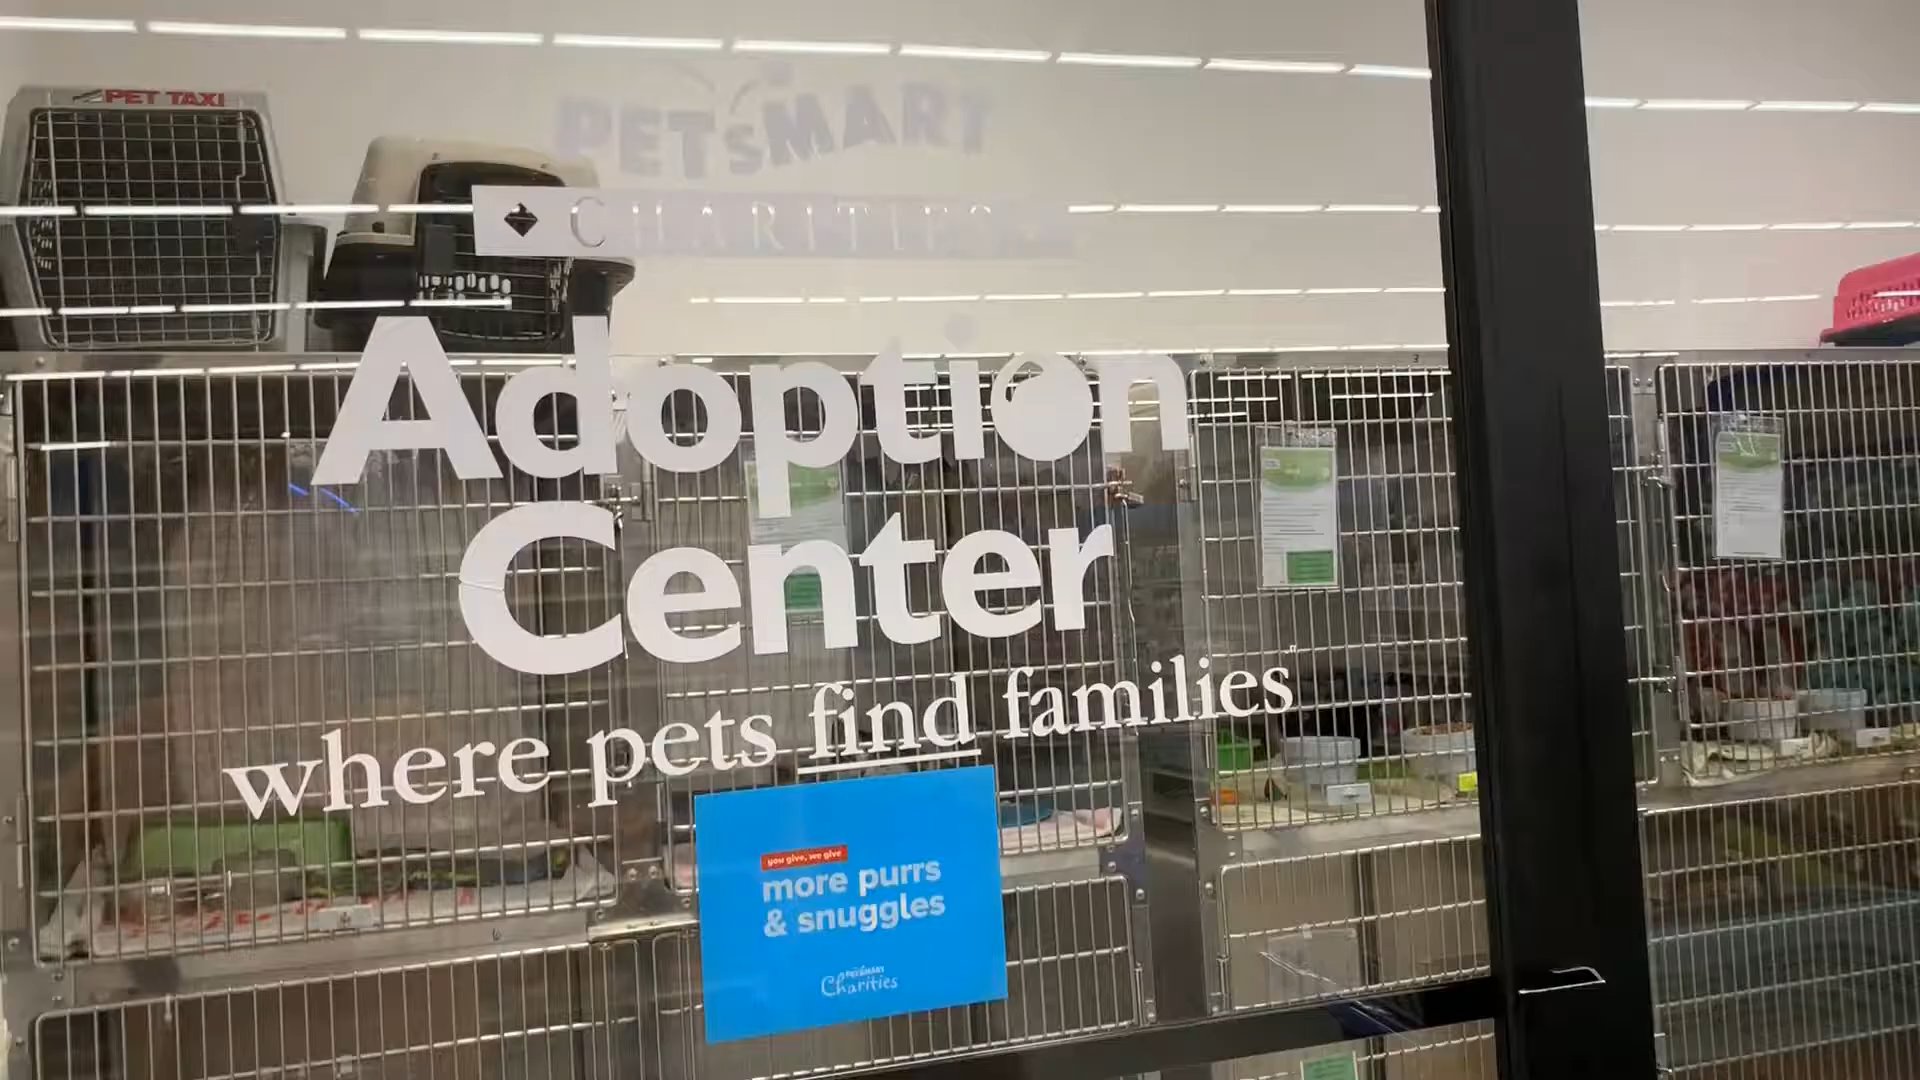 PET TAXI
PETSMART
CHARITIES
Adoption
Center
where pets find families
you give, we give
more purrs
& snuggles
PETSMART
Charities